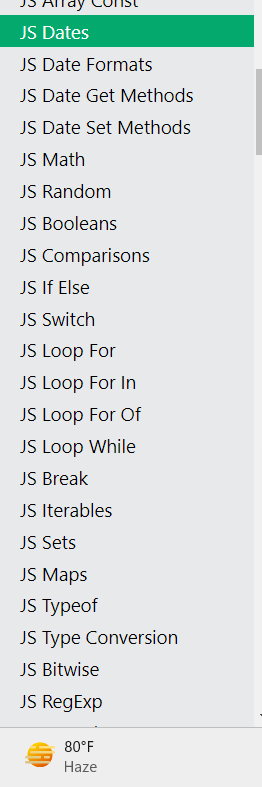 JS Array Const
JS Dates
JS Date Formats
JS Date Get Methods
JS Date Set Methods
JS Math
JS Random
JS Booleans
JS Comparisons
JS If Else
JS Switch
JS Loop For
JS Loop For In
JS Loop For Of
JS Loop While
JS Break
JS Iterables
JS Sets
JS Maps
JS Typeof
JS Type Conversion
JS Bitwise
JS RegExp
80°F
Haze